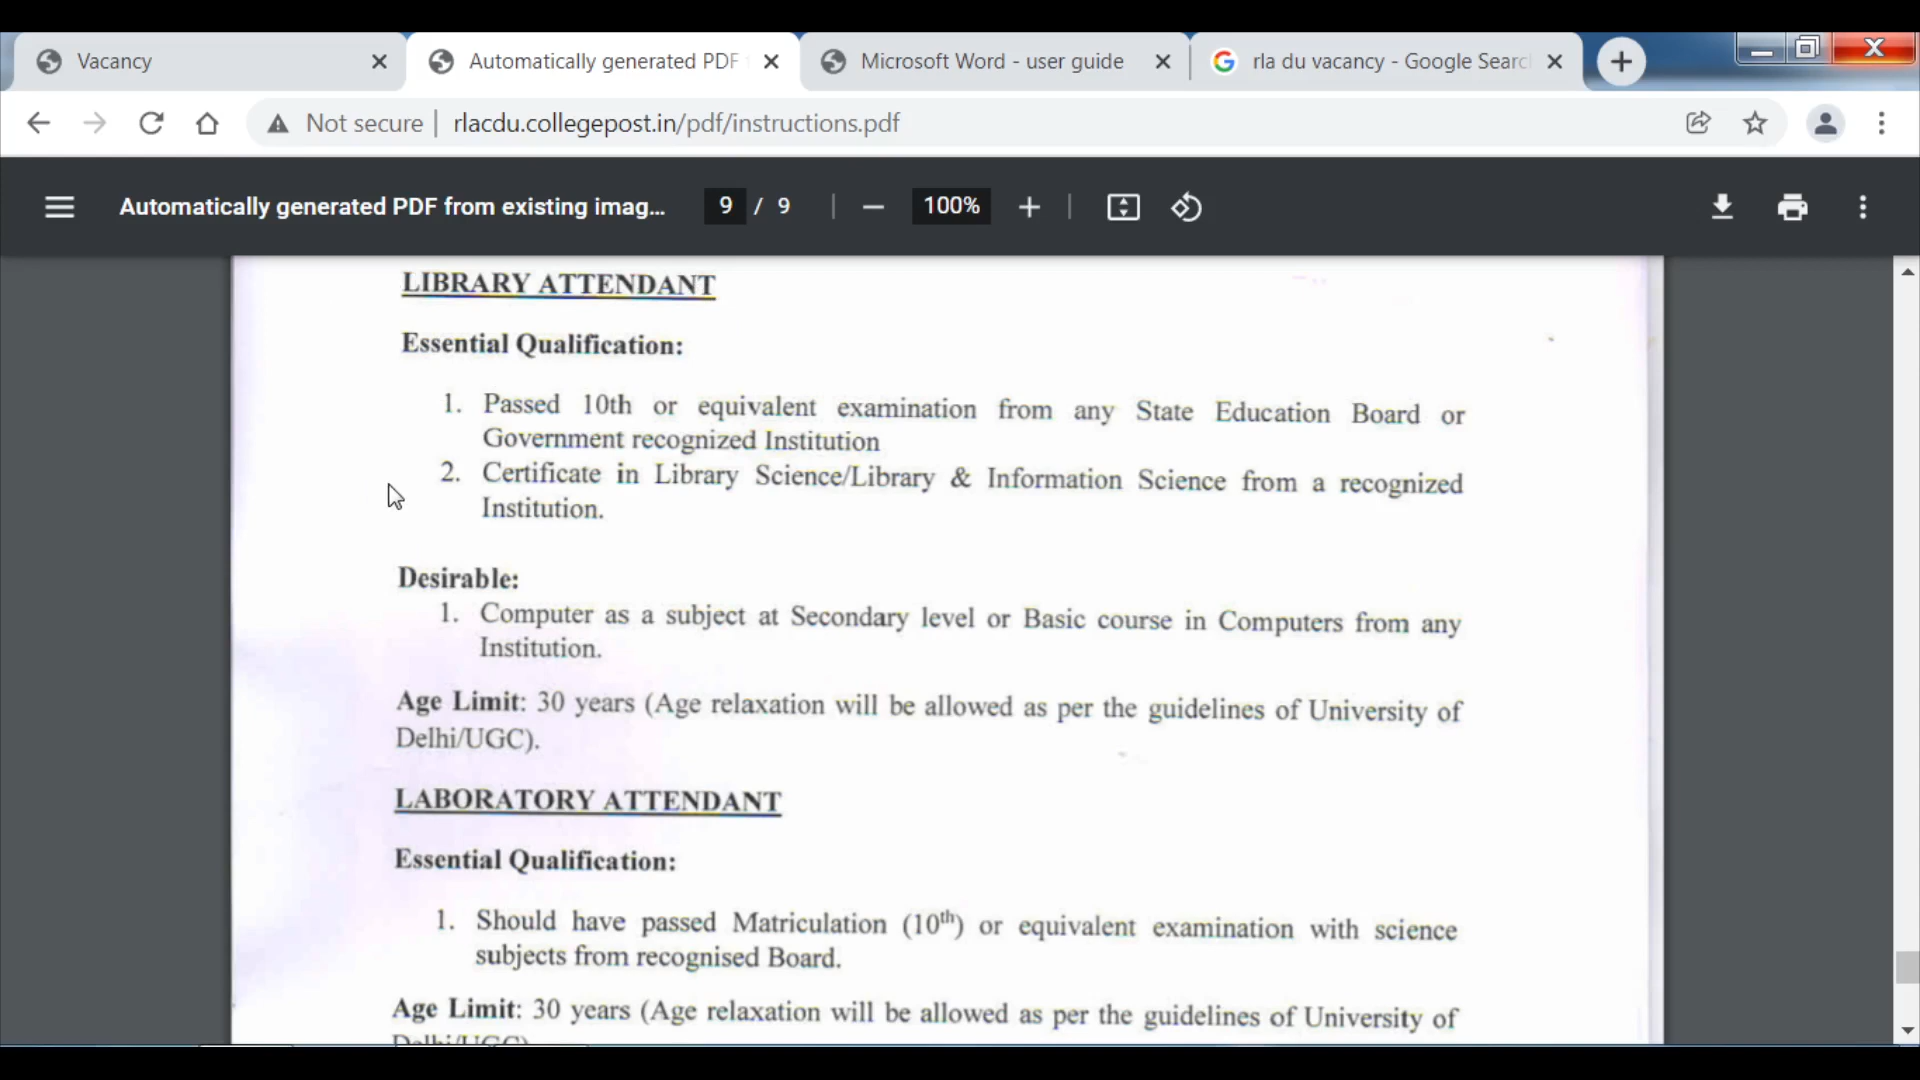 Vacancy
Automatically generated PDF
Microsoft Word - user guide
rla du vacancy - Google Searc
Not secure
rlacdu.collegepost.in/pdf/instructions.pdf
Automatically generated PDF from existing imag...
9 / 9
100%
LIBRARY ATTENDANT
Essential Qualification:
1. Passed 10th or equivalent examination from any State Education Board or
Government recognized Institution
2. Certificate in Library Science/Library & Information Science from a recognized
Institution.
Desirable:
1. Computer as a subject at Secondary level or Basic course in Computers from any
Institution.
Age Limit: 30 years (Age relaxation will be allowed as per the guidelines of University of
Delhi/UGC).
LABORATORY ATTENDANT
Essential Qualification:
1. Should have passed Matriculation (10th) or equivalent examination with science
subjects from recognised Board.
Age Limit: 30 years (Age relaxation will be allowed as per the guidelines of University of
Delhi/UGC)